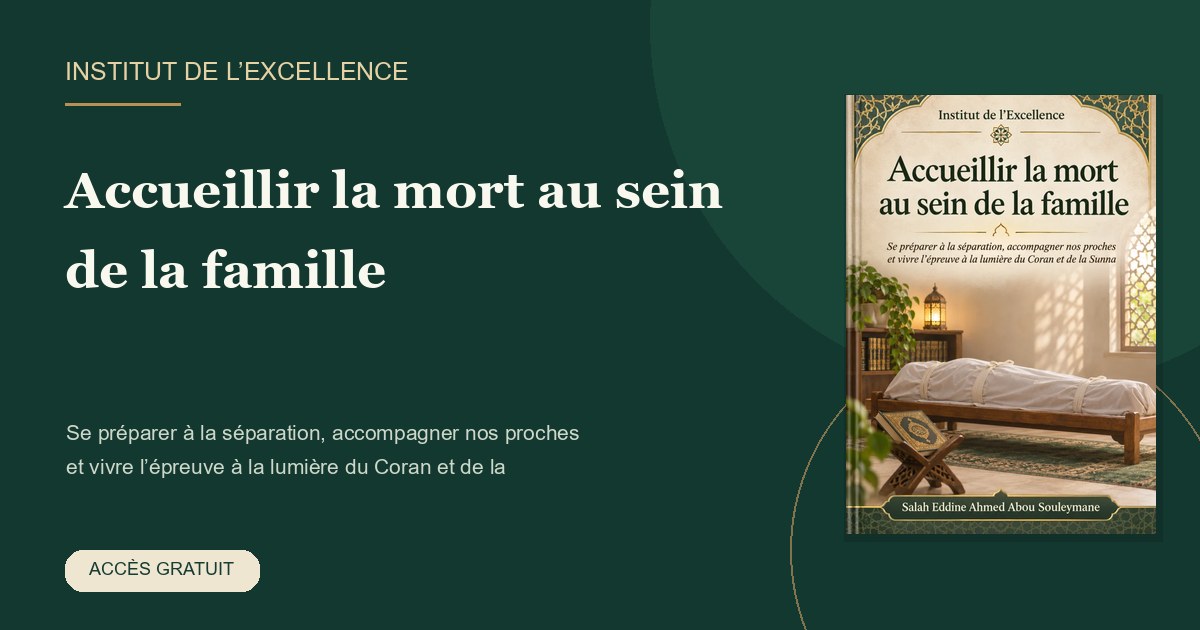 INSTITUT DE L’EXCELLENCE
Accueillir la mort au sein
de la famille
Se préparer à la séparation, accompagner nos proches
et vivre l’épreuve à la lumière du Coran et de la
ACCÈS GRATUIT
Institut de l’Excellence
Accueillir la mort
au sein de la famille
Se préparer à la séparation, accompagner nos proches
et vivre l’épreuve à la lumière du Coran et de la Sunna
Salah Eddine Ahmed Abou Souleymane